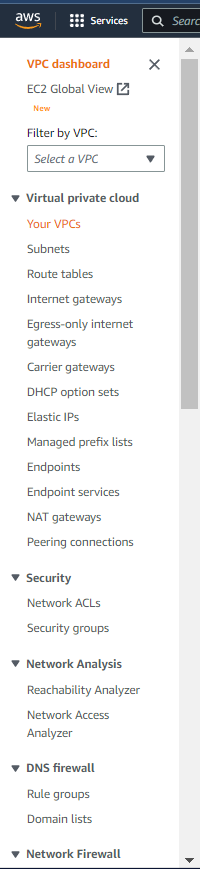 aws
Services
Sear
VPC dashboard
EC2 Global View
New
Filter by VPC:
Select a VPC
Virtual private cloud
Your VPCs
Subnets
Route tables
Internet gateways
Egress-only internet
gateways
Carrier gateways
DHCP option sets
Elastic IPs
Managed prefix lists
Endpoints
Endpoint services
NAT gateways
Peering connections
Security
Network ACLs
Security groups
Network Analysis
Reachability Analyzer
Network Access
Analyzer
DNS firewall
Rule groups
Domain lists
Network Firewall